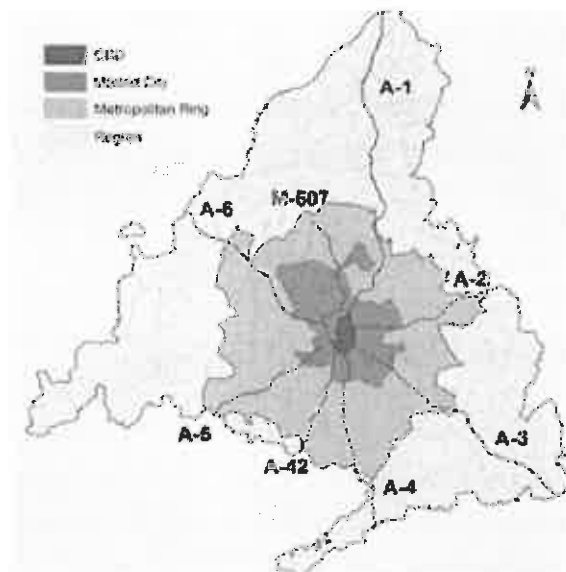 CBD
Madrid City
Metropolitan Ring
Region
A-1
M-607
A-6
A-2
A-5
A-42
A-4
A-3